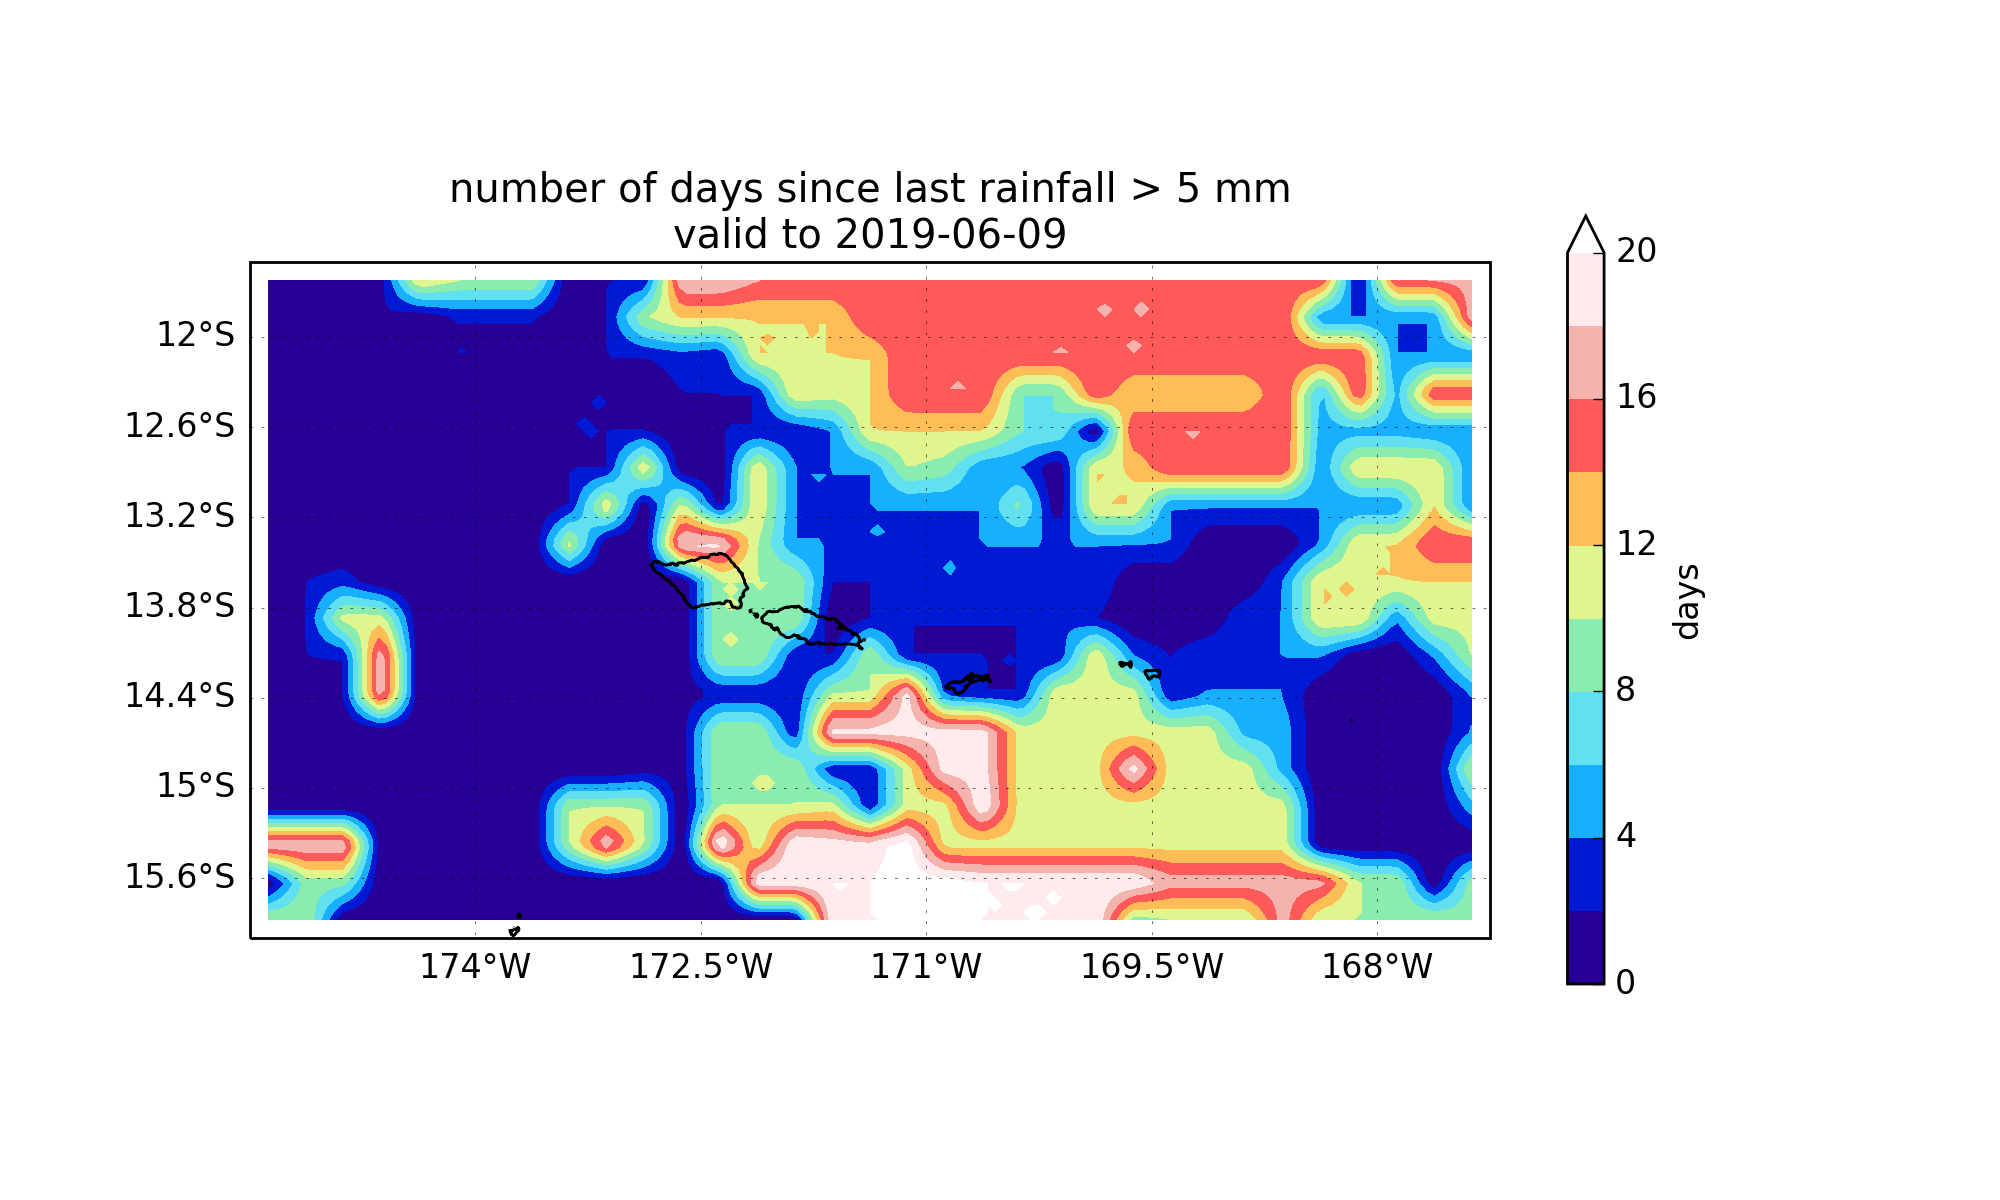 number of days since last rainfall > 5 mm
valid to 2019-06-09
12°S
12.6°S
13.2°S
13.8°S
14.4°S
15°S
15.6°S
174°W
172.5°W
171°W
169.5°W
168°W
20
16
12
8
4
0
days